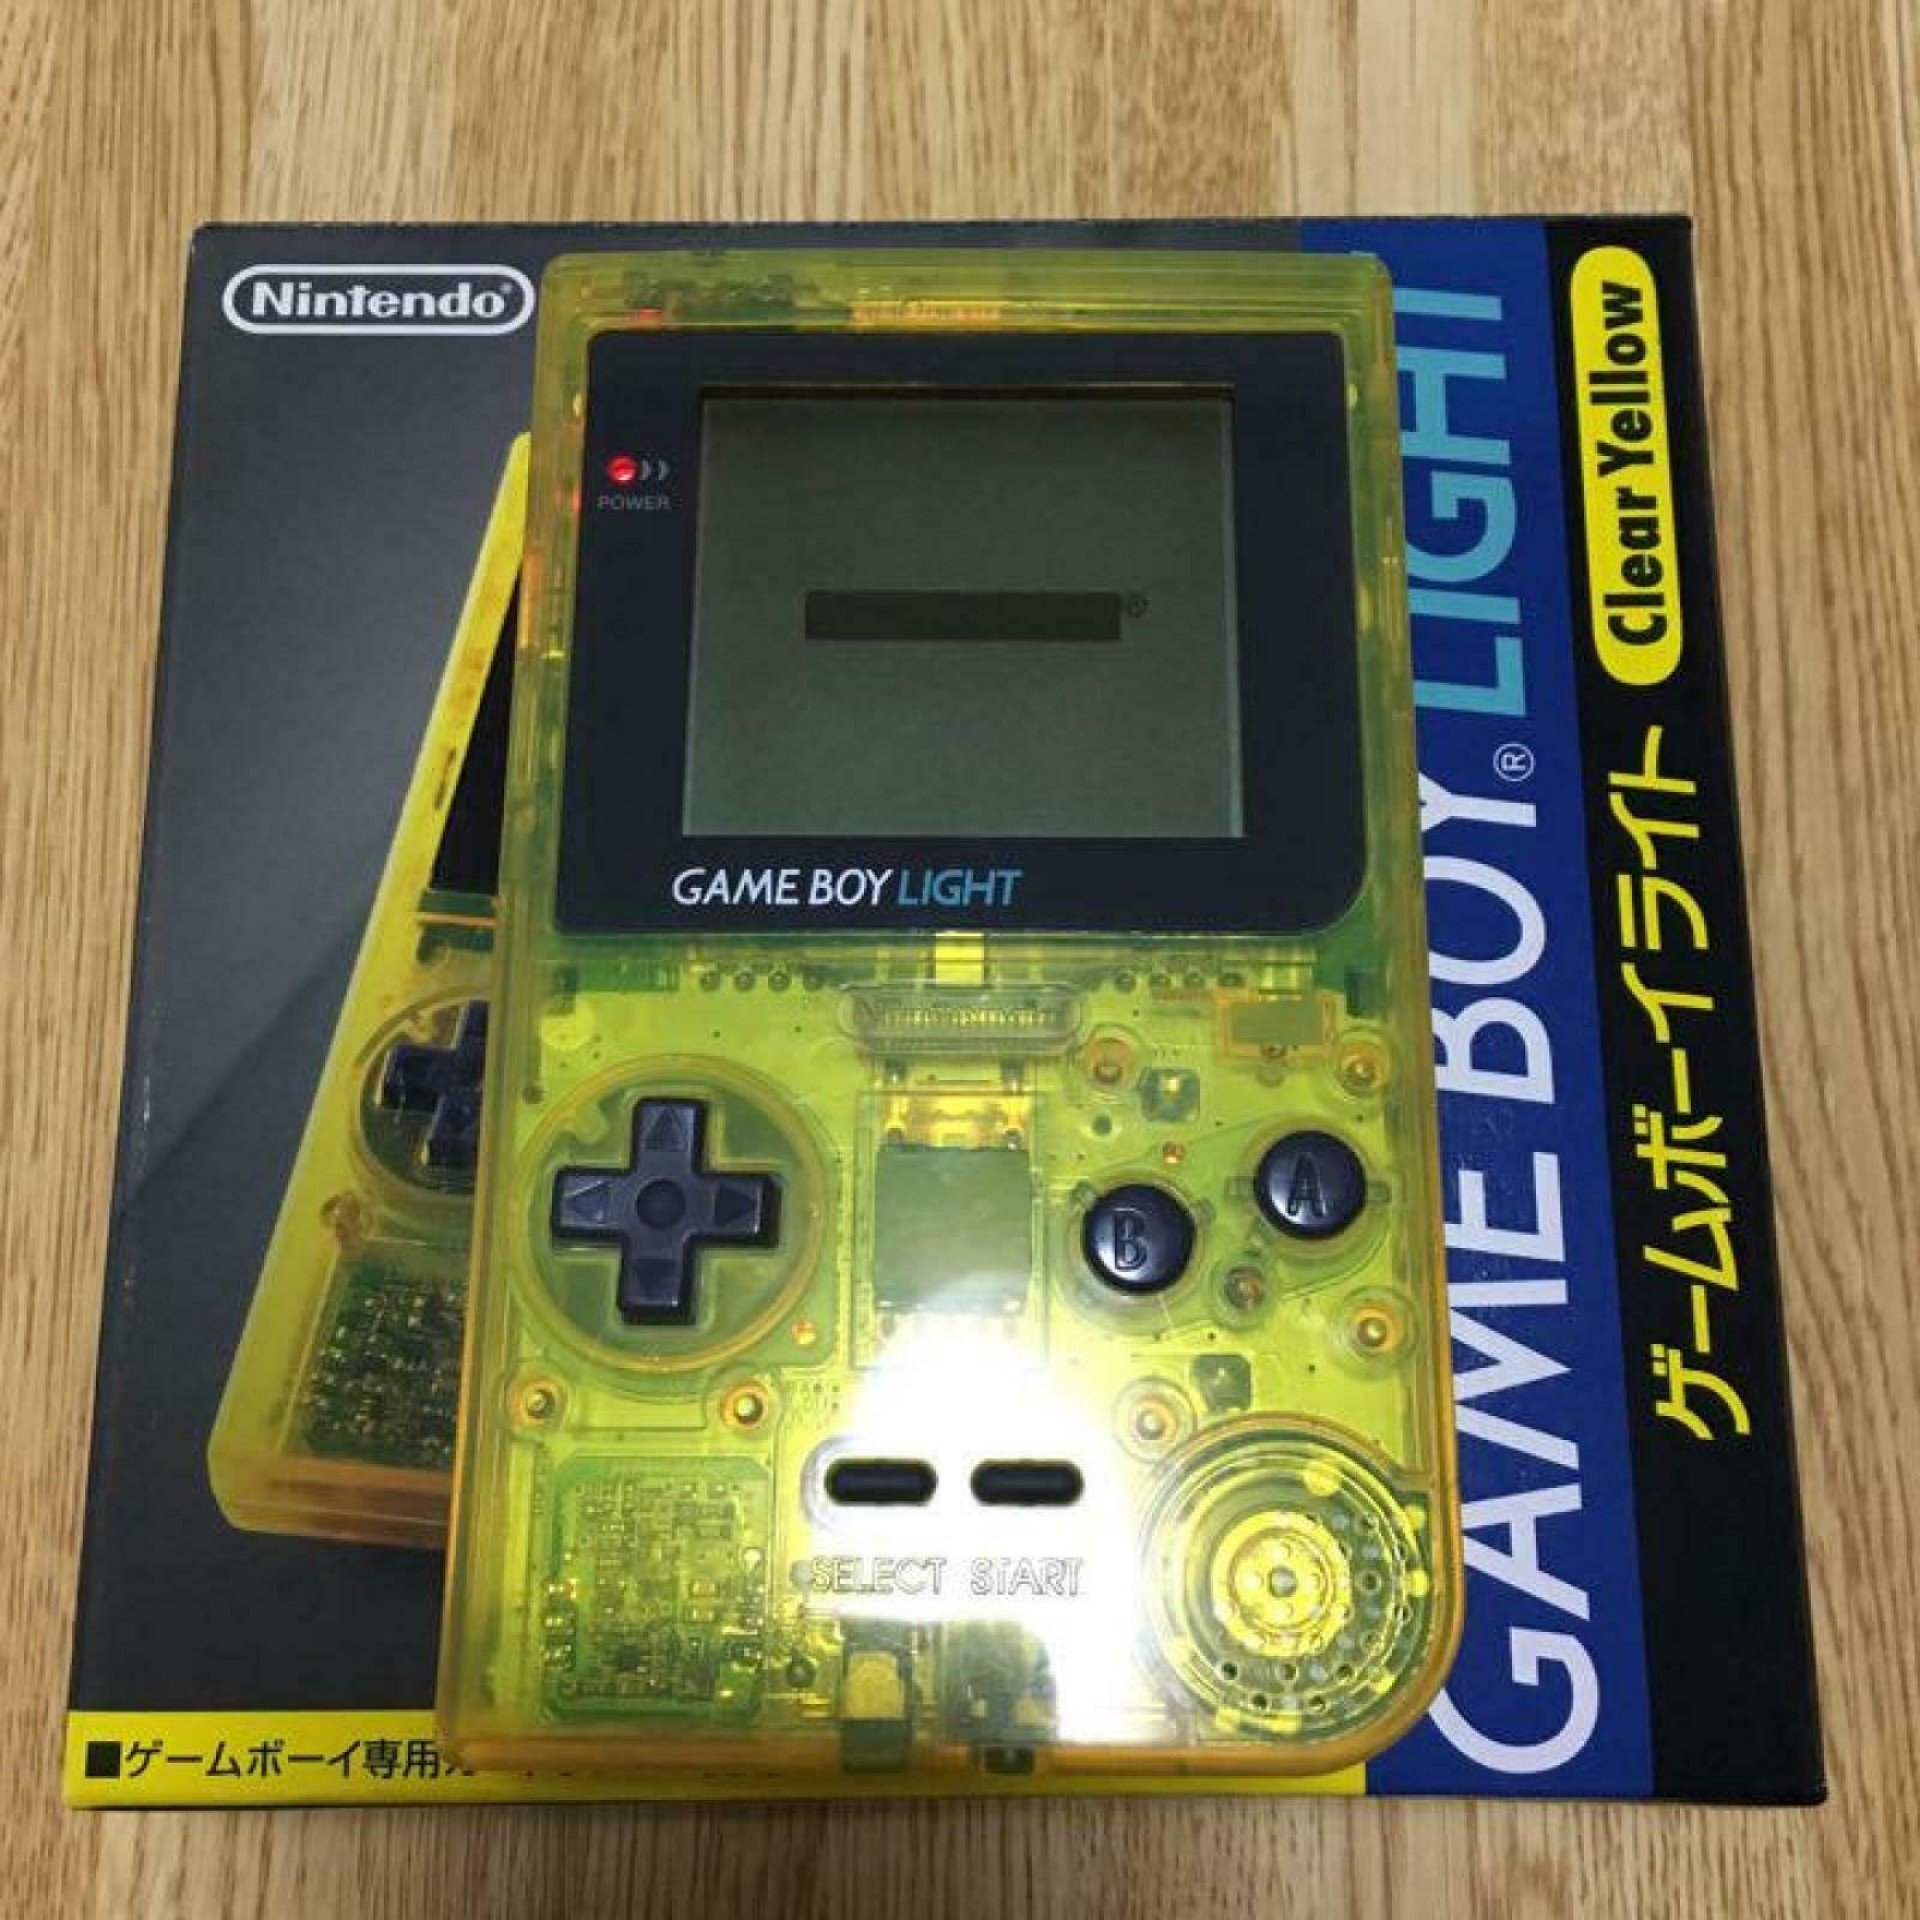 Nintendo®
POWER
®
GAME BOY LIGHT
Nintendo
B
A
SELECT START
GAME BOY® LIGHT
ゲームボーイライト
Clear Yellow
■ゲームボーイ専用